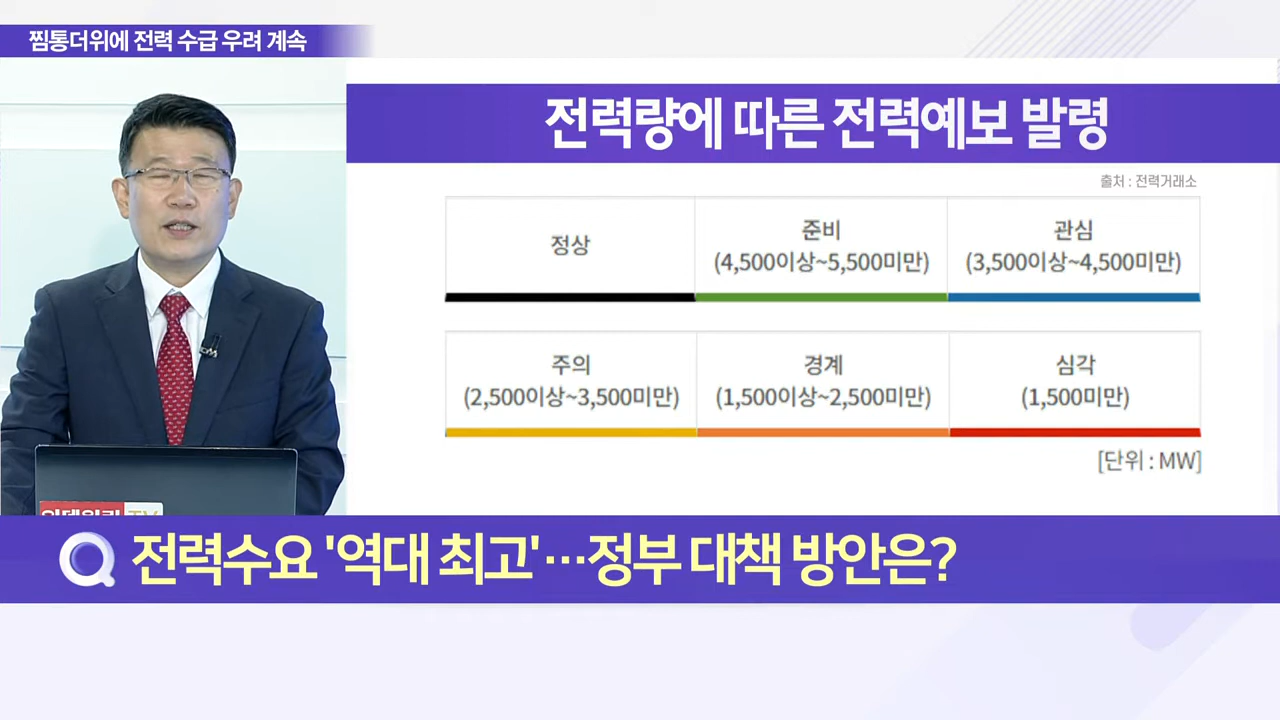 찜통더위에 전력 수급 우려 계속
전력량에 따른 전력예보 발령
출처 : 전력거래소
정상
준비
(4,500이상~5,500미만)
관심
(3,500이상~4,500미만)
주의
(2,500이상~3,500미만)
경계
(1,500이상~2,500미만)
심각
(1,500미만)
[단위 : MW]
이데일리 TV
Q 전력수요 '역대 최고'…정부 대책 방안은?